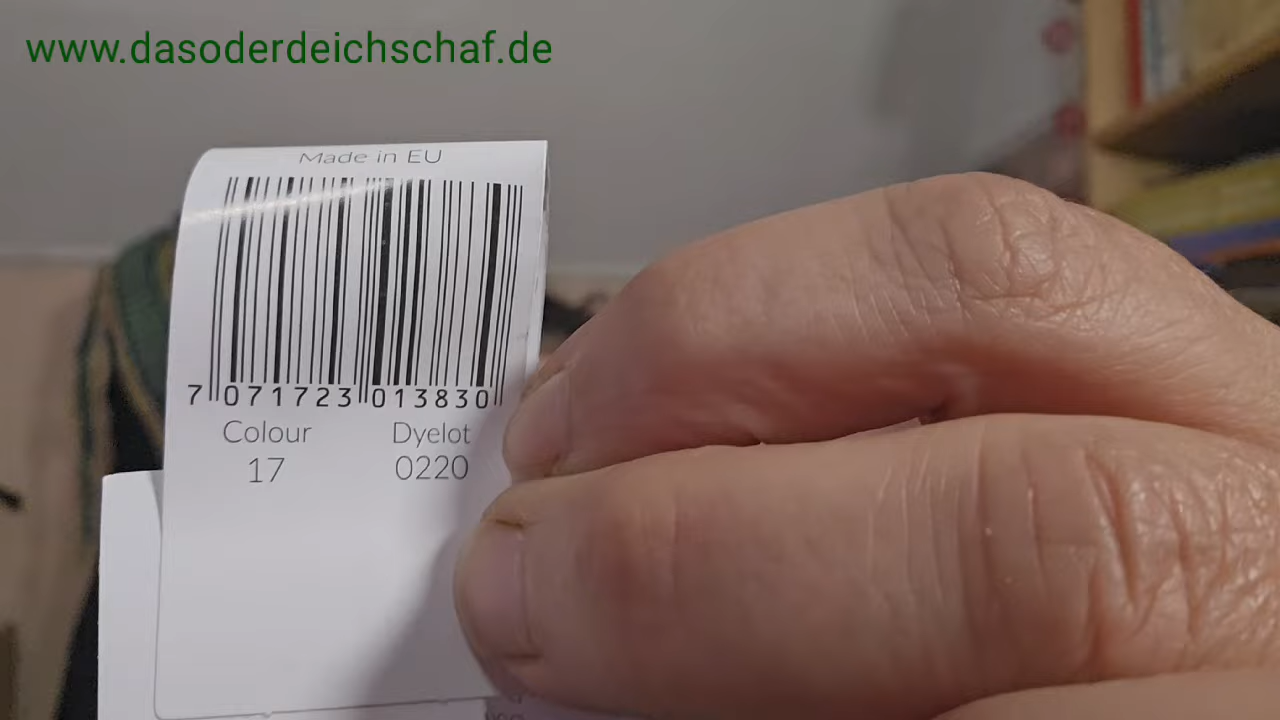 www.dasoderdeichschaf.de
Made in EU
7 071723 013830
Colour Dyelot
17 0220